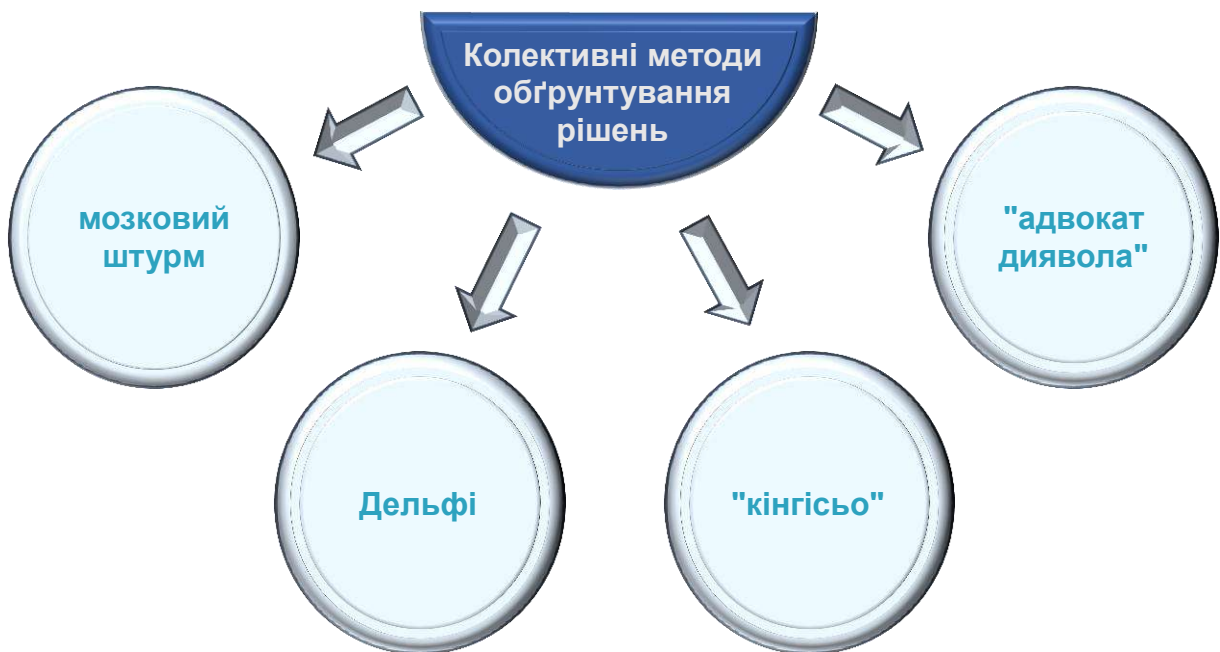 Колективні методи
обґрунтування
рішень
мозковий
штурм
"адвокат
диявола"
Дельфі
"кінгісьо"